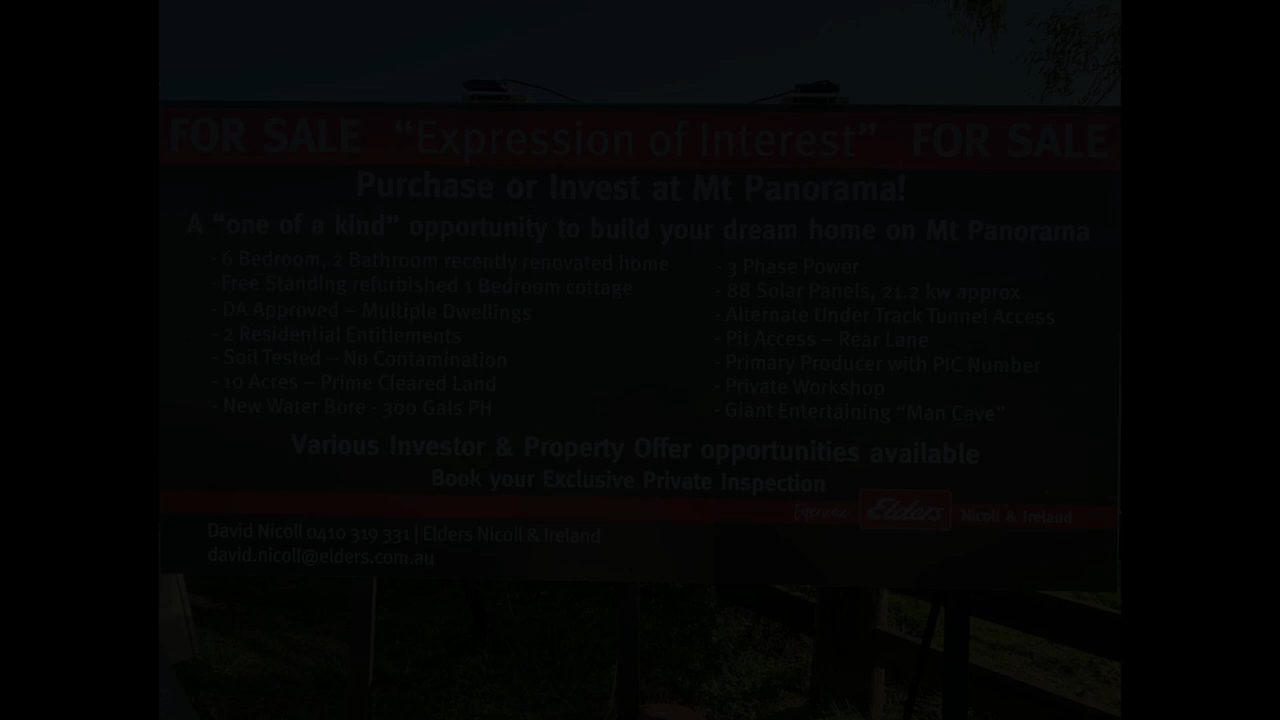 FOR SALE “Expression of Interest” FOR SALE
Purchase or Invest at Mt Panorama!
A “one of a kind” opportunity to build your dream home on Mt Panorama
- 6 Bedroom, 2 Bathroom recently renovated home
- Free Standing refurbished 1 Bedroom cottage
- DA Approved – Multiple Dwellings
- 2 Residential Entitlements
- Soil Tested – No Contamination
- 10 Acres – Prime Cleared Land
- New Water Bore - 300 Gals PH
- 3 Phase Power
- 88 Solar Panels, 21.2 kw approx
- Alternate Under Track Tunnel Access
- Pit Access – Rear Lane
- Primary Producer with PIC Number
- Private Workshop
- Giant Entertaining “Man Cave”
Various Investor & Property Offer opportunities available
Book your Exclusive Private Inspection
Experience Elders Nicoll & Ireland
David Nicoll 0410 319 331 | Elders Nicoll & Ireland
david.nicoll@elders.com.au